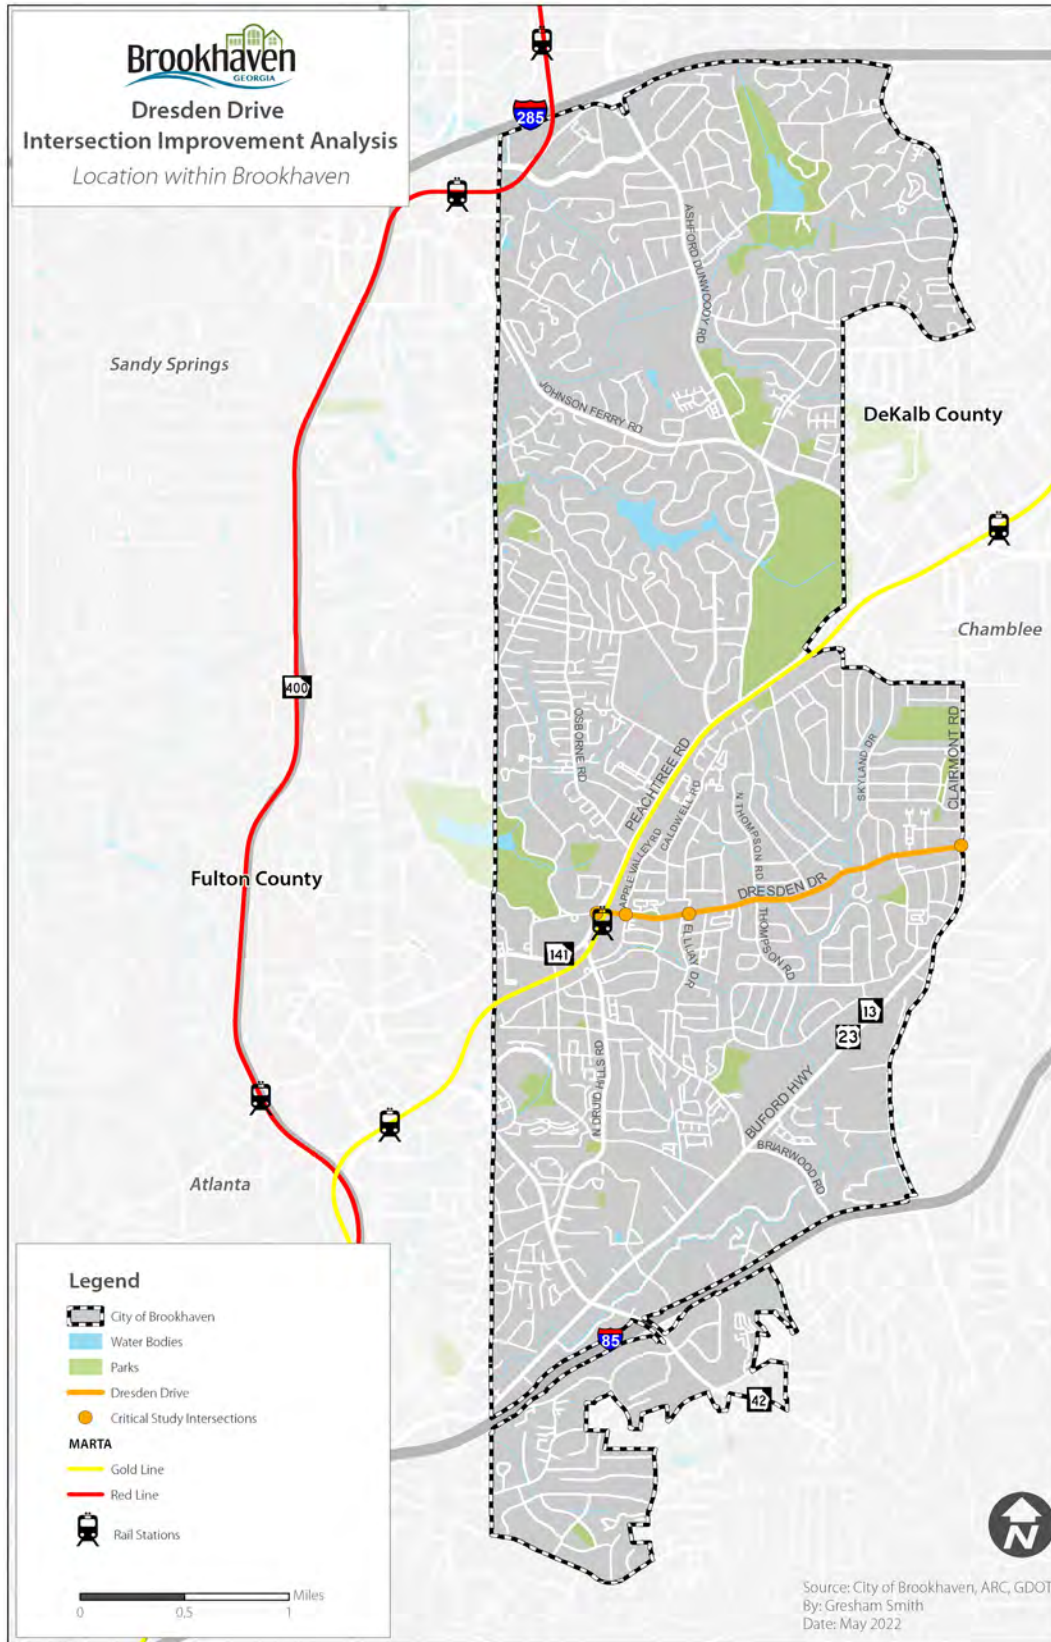 Brookhaven
GEORGIA
Dresden Drive
Intersection Improvement Analysis
Location within Brookhaven
285
ASHFORD DUNWOODY RD
Sandy Springs
JOHNSON FERRY RD
DeKalb County
Chamblee
400
OSBORNE RD
PEACHTREE RD
CALDWELL RD
APPLE VALLEY RD
N THOMPSON RD
SKYLAND DR
CLAIRMONT RD
Fulton County
DRESDEN DR
THOMPSON RD
ELLIJAY DR
141
13
23
N DRUID HILLS RD
BUFORD HWY
BRIARWOOD RD
Atlanta
85
42
Legend
City of Brookhaven
Water Bodies
Parks
Dresden Drive
Critical Study Intersections
MARTA
Gold Line
Red Line
Rail Stations
Miles
0 0.5 1
N
Source: City of Brookhaven, ARC, GDOT
By: Gresham Smith
Date: May 2022